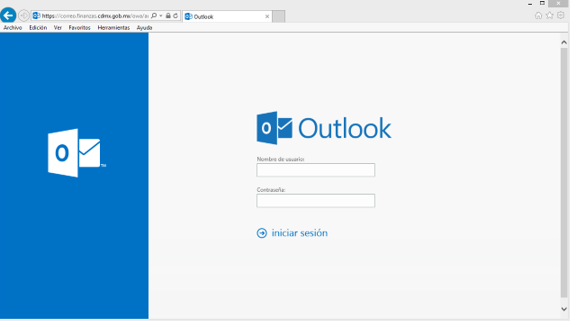 https://correo.finanzas.cdmx.gob.mx/owa/au
Outlook
Archivo Edición Ver Favoritos Herramientas Ayuda
Outlook
Nombre de usuario:
Contraseña:
iniciar sesión